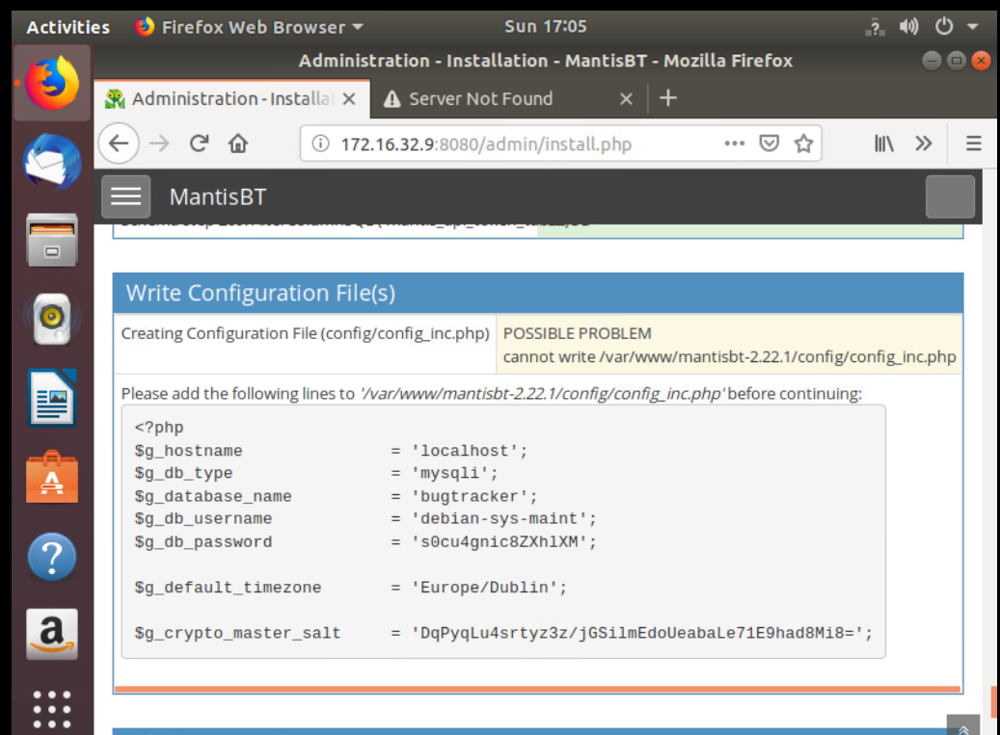 Activities Firefox Web Browser Sun 17:05
Administration - Installation - MantisBT - Mozilla Firefox
Administration - Installat Server Not Found
172.16.32.9:8080/admin/install.php
MantisBT
Write Configuration File(s)
Creating Configuration File (config/config_inc.php) POSSIBLE PROBLEM
cannot write /var/www/mantisbt-2.22.1/config/config_inc.php
Please add the following lines to '/var/www/mantisbt-2.22.1/config/config_inc.php' before continuing:
<?php
$g_hostname = 'localhost';
$g_db_type = 'mysqli';
$g_database_name = 'bugtracker';
$g_db_username = 'debian-sys-maint';
$g_db_password = 's0cu4gnic8ZXhlXM';
$g_default_timezone = 'Europe/Dublin';
$g_crypto_master_salt = 'DqPyqLu4srtyz3z/jGSilmEdoUeabaLe71E9had8Mi8=';